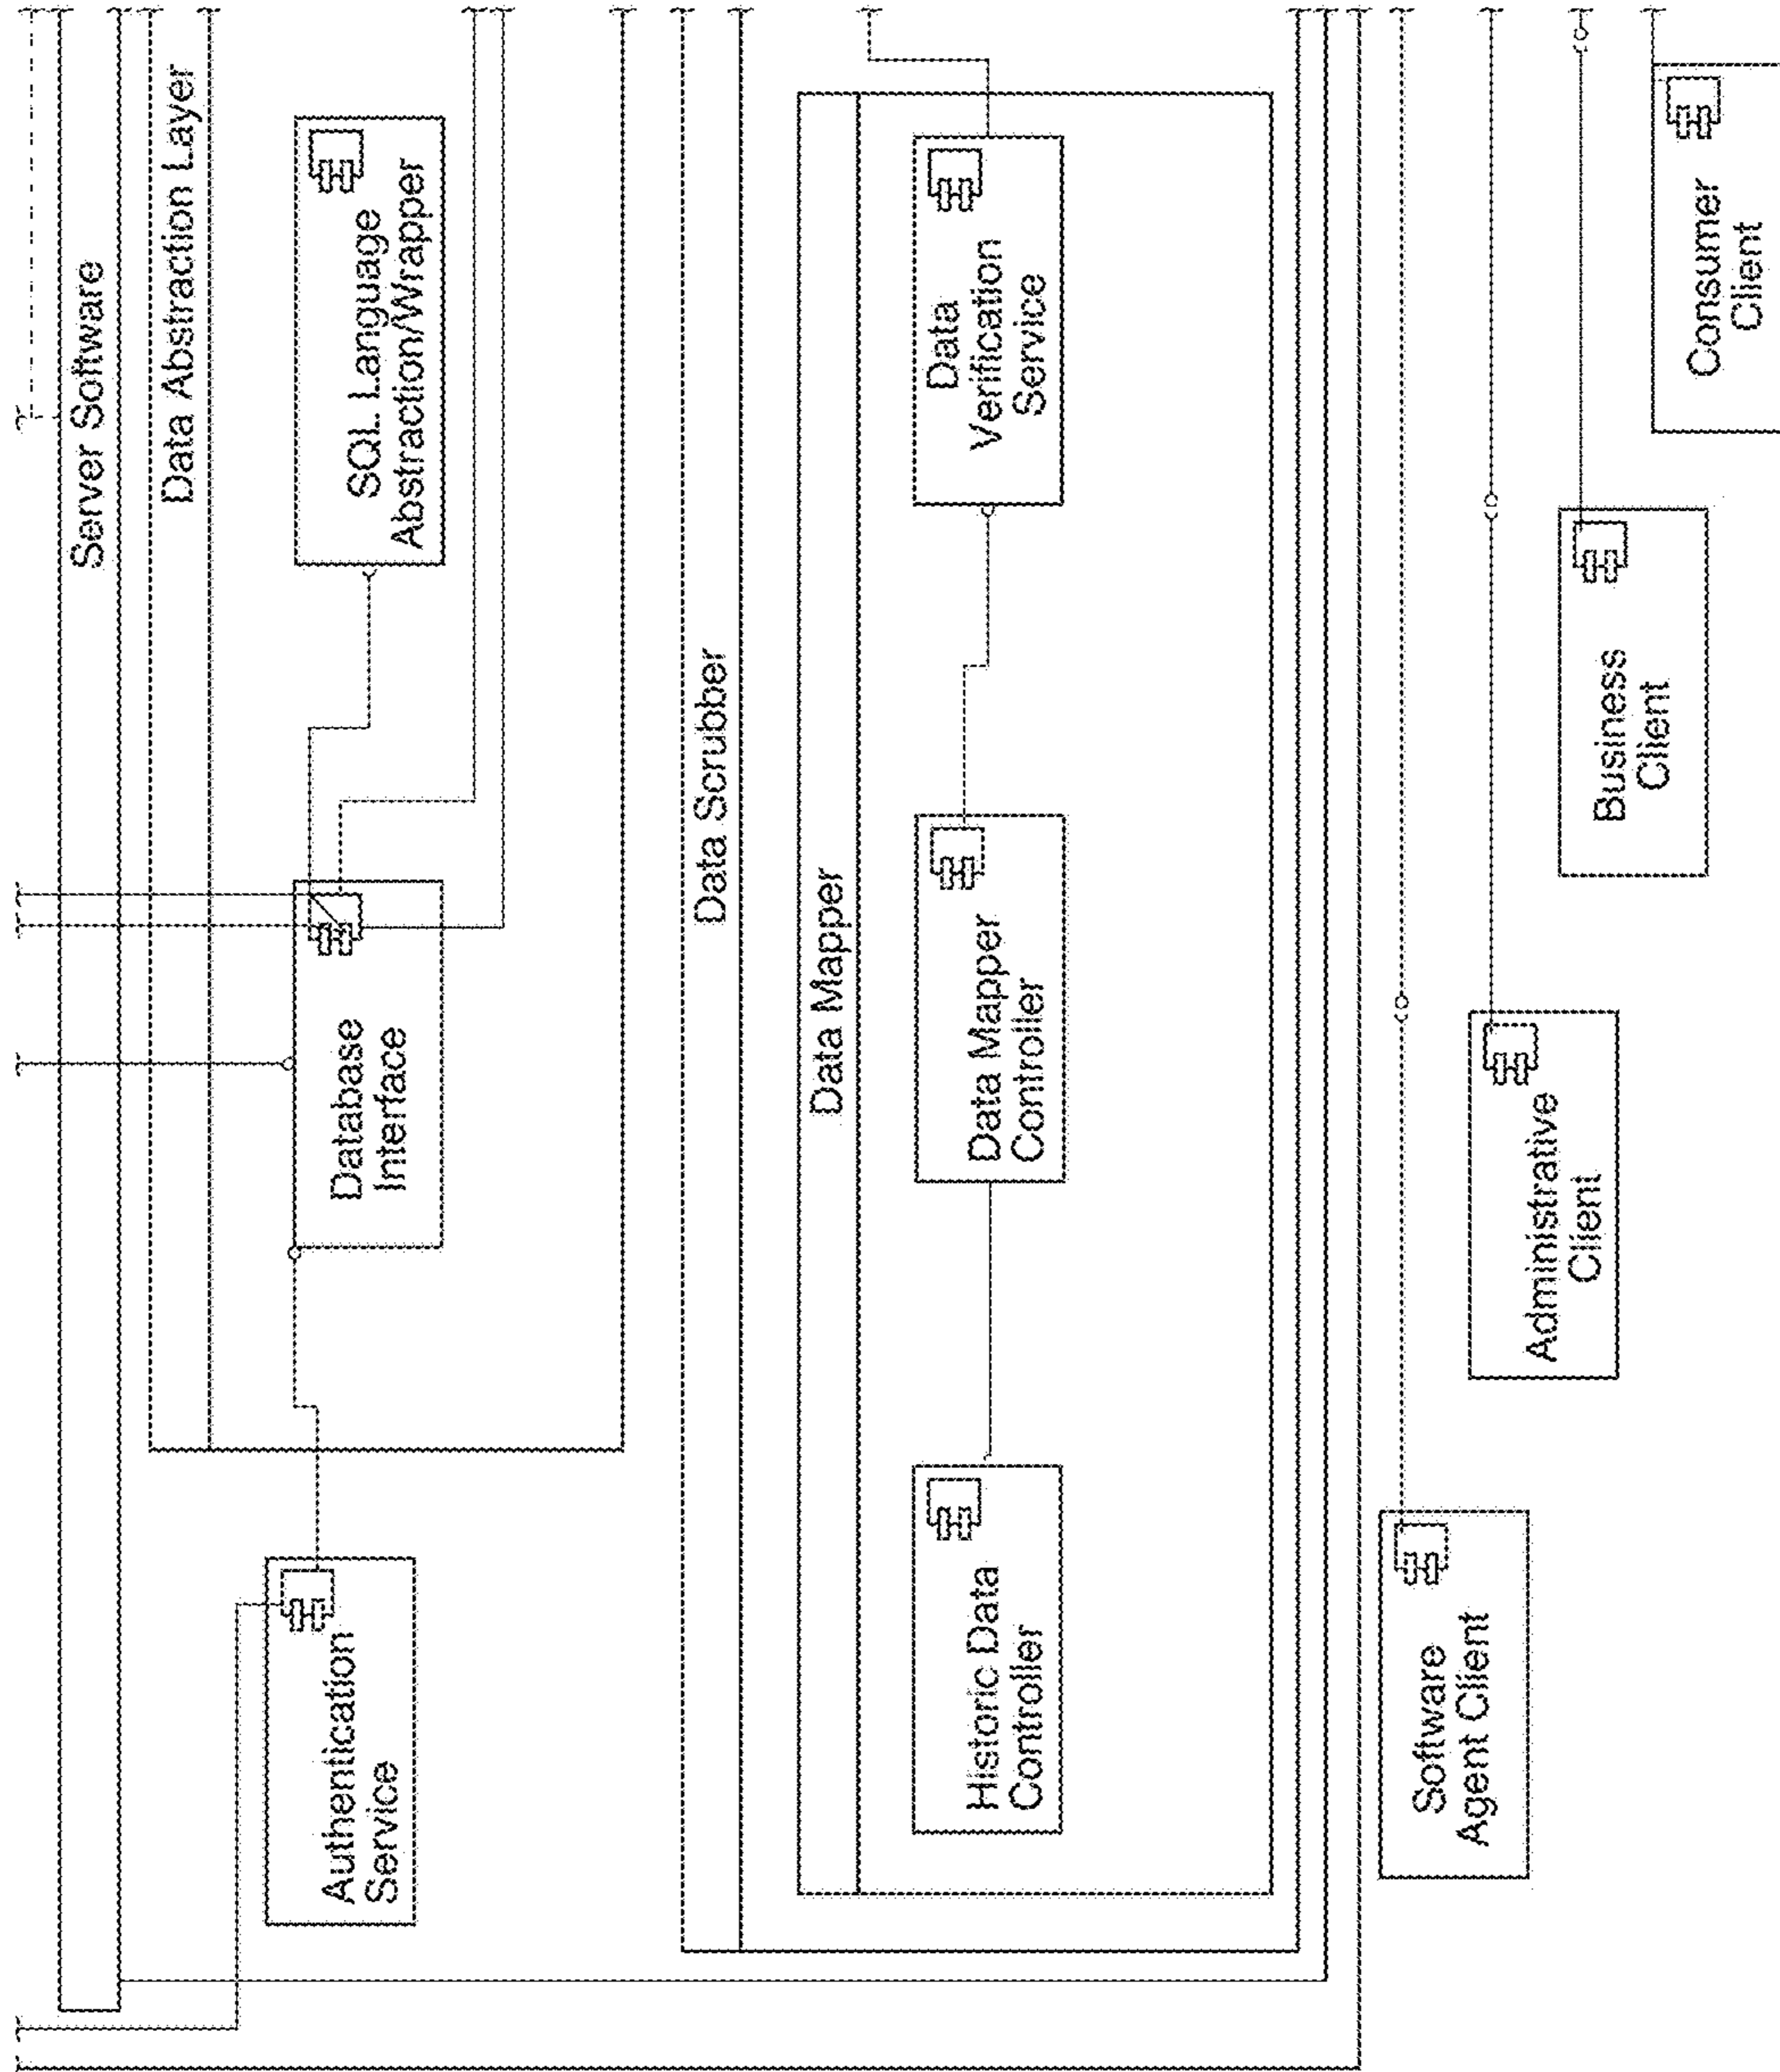 Server Software
Data Abstraction Layer
Authentication
Service
Database
Interface
SQL Language
Abstraction/Wrapper
Data Scrubber
Data Mapper
Historic Data
Controller
Data Mapper
Controller
Data
Verification
Service
Software
Agent Client
Administrative
Client
Business
Client
Consumer
Client